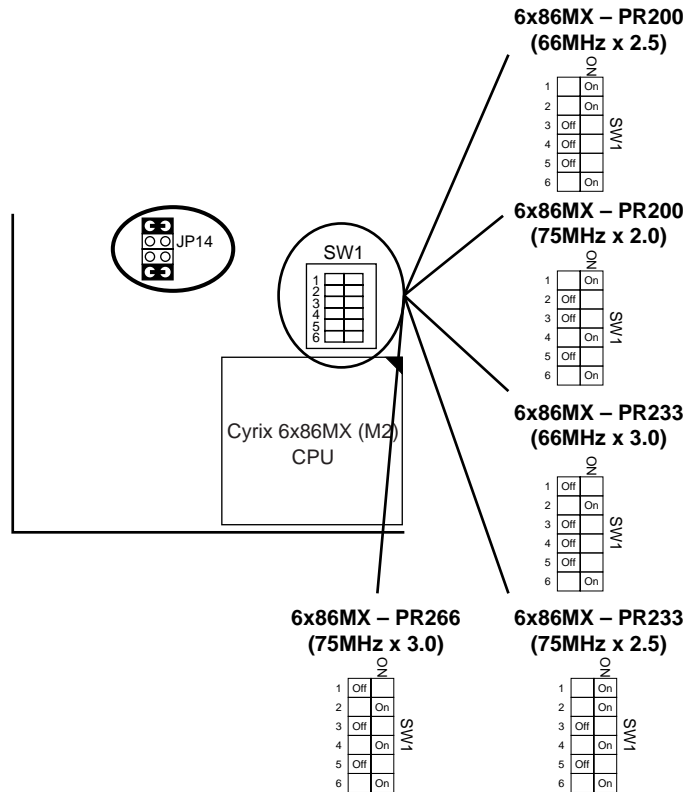 6x86MX – PR200
(66MHz x 2.5)
ON
1 On
2 On
3 Off
4 Off
5 Off
6 On
SW1
6x86MX – PR200
(75MHz x 2.0)
ON
1 On
2 Off
3 Off
4 On
5 Off
6 On
SW1
JP14
SW1
1
2
3
4
5
6
Cyrix 6x86MX (M2)
CPU
6x86MX – PR233
(66MHz x 3.0)
ON
1 Off
2 On
3 Off
4 Off
5 Off
6 On
SW1
6x86MX – PR266
(75MHz x 3.0)
ON
1 Off
2 On
3 Off
4 On
5 Off
6 On
SW1
6x86MX – PR233
(75MHz x 2.5)
ON
1 On
2 On
3 Off
4 On
5 Off
6 On
SW1